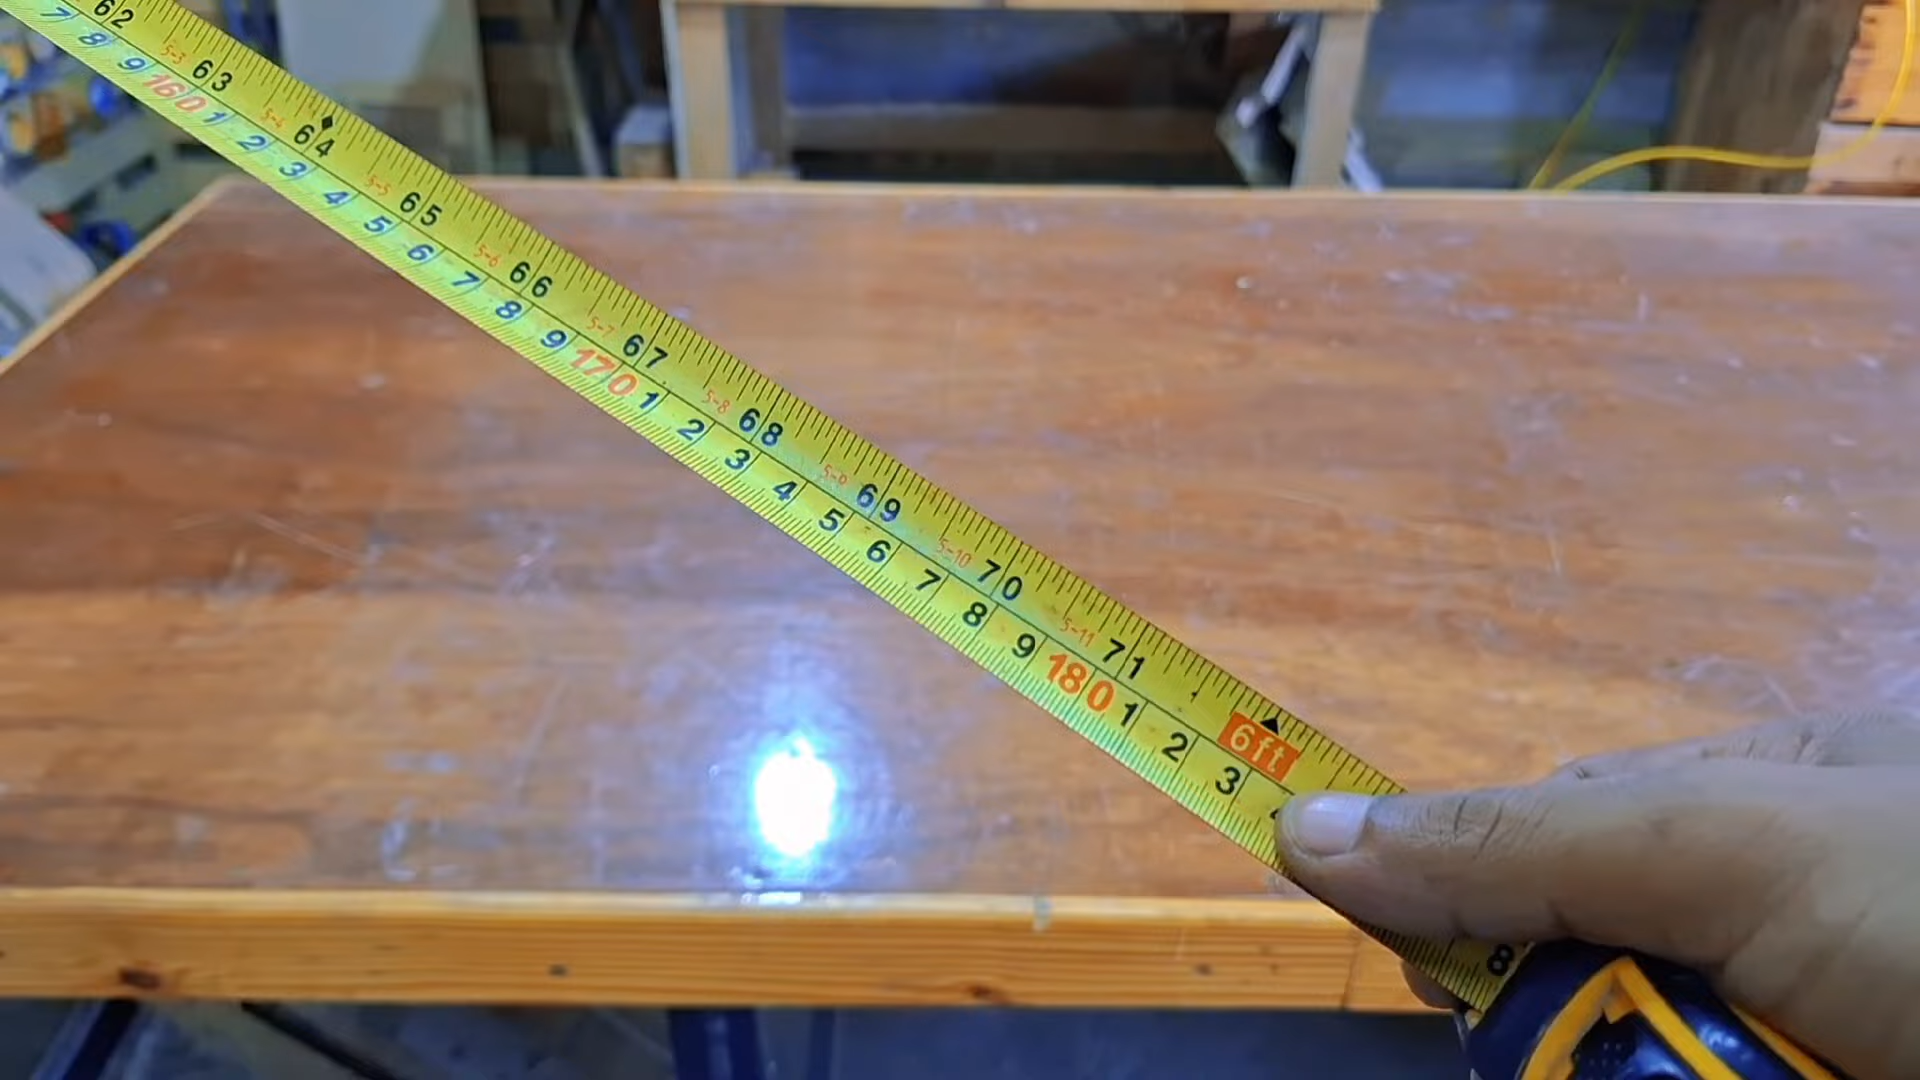 62 5-3 63 5-4 64 5-5 65 5-6 66 5-7 67 5-8 68 5-9 69 5-10 70 5-11 71 6ft
7 8 9 160 1 2 3 4 5 6 7 8 9 170 1 2 3 4 5 6 7 8 9 180 1 2 3 8